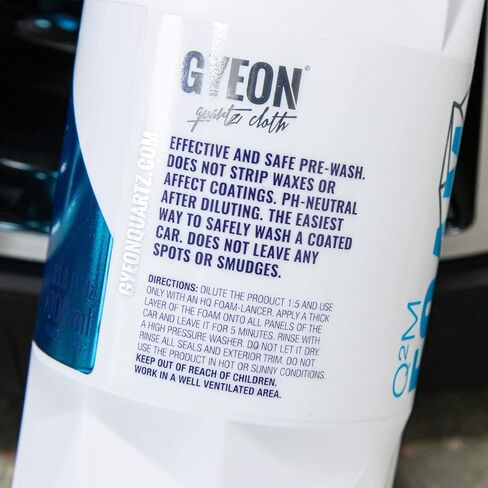 GYEON®
quartz cloth
EFFECTIVE AND SAFE PRE-WASH.
DOES NOT STRIP WAXES OR
AFFECT COATINGS. PH-NEUTRAL
AFTER DILUTING. THE EASIEST
WAY TO SAFELY WASH A COATED
CAR. DOES NOT LEAVE ANY
SPOTS OR SMUDGES.
DIRECTIONS: DILUTE THE PRODUCT 1:5 AND USE
ONLY WITH AN HQ FOAM-LANCER. APPLY A THICK
LAYER OF THE FOAM ONTO ALL PANELS OF THE
CAR AND LEAVE IT FOR 5 MINUTES. RINSE WITH
A HIGH PRESSURE WASHER. DO NOT LET IT DRY.
RINSE ALL SEALS AND EXTERIOR TRIM. DO NOT
USE THE PRODUCT IN HOT OR SUNNY CONDITIONS.
KEEP OUT OF REACH OF CHILDREN.
WORK IN A WELL VENTILATED AREA.
GYEONQUARTZ.COM
ml
Q²M